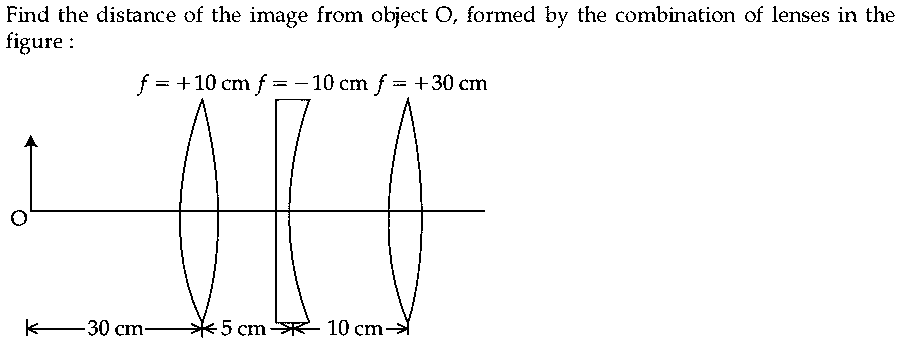 Find the distance of the image from object O, formed by the combination of lenses in the
figure :
f = +10 cm f = −10 cm f = +30 cm
O
30 cm 5 cm 10 cm